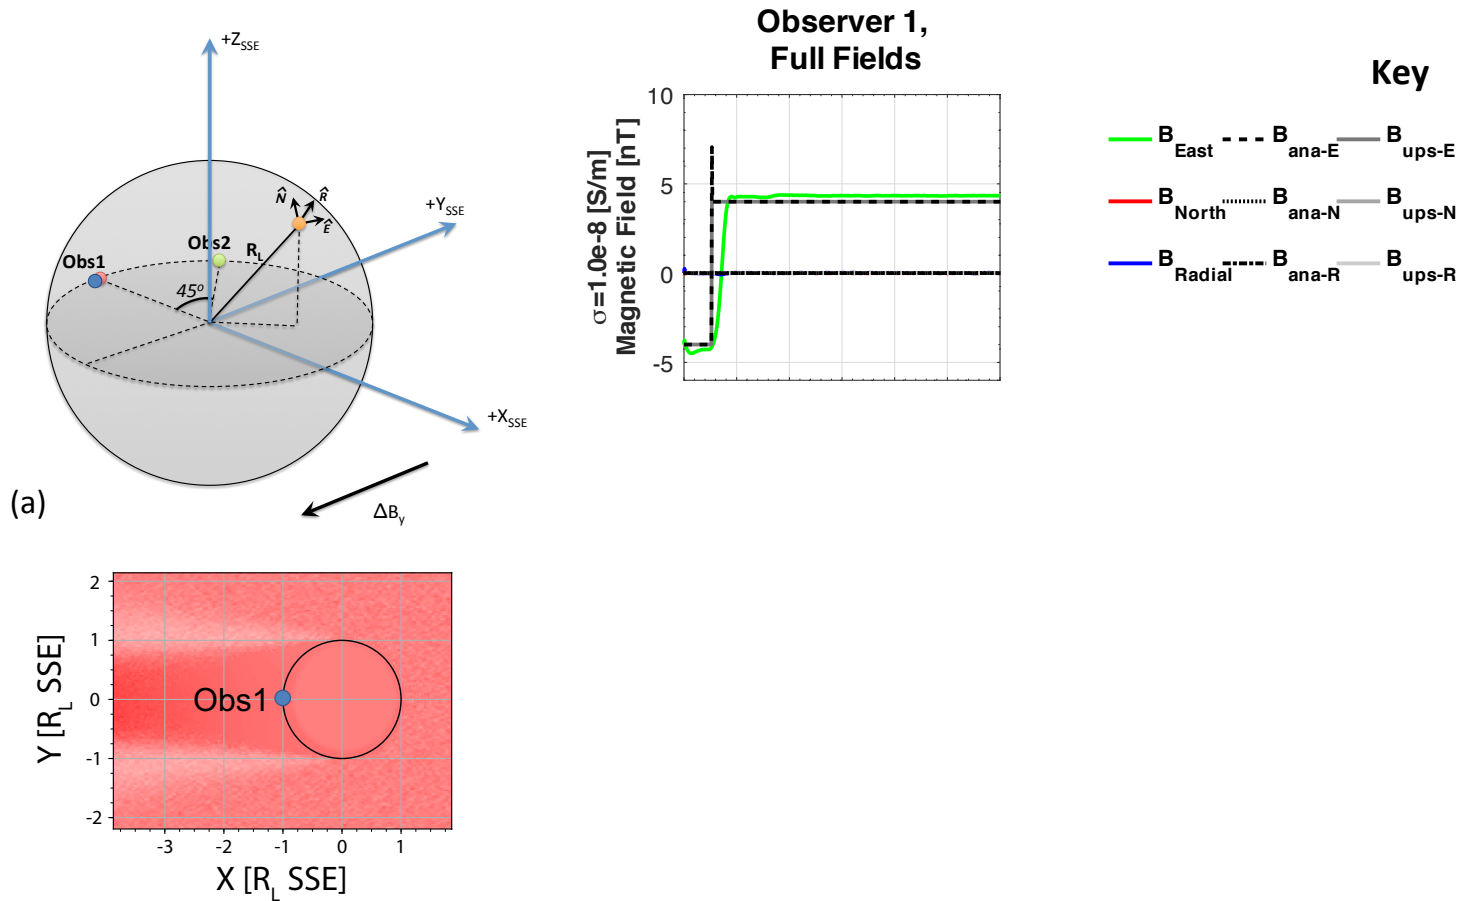 +Z_SSE
N̂
R̂
Ê
+Y_SSE
Obs2
R_L
Obs1
45°
+X_SSE
(a)
ΔB_y
Observer 1,
Full Fields
σ=1.0e-8 [S/m]
Magnetic Field [nT]
10
5
0
-5
Key
B_East B_ana-E B_ups-E
B_North B_ana-N B_ups-N
B_Radial B_ana-R B_ups-R
Y [R_L SSE]
2
1
0
-1
-2
Obs1
-3 -2 -1 0 1
X [R_L SSE]